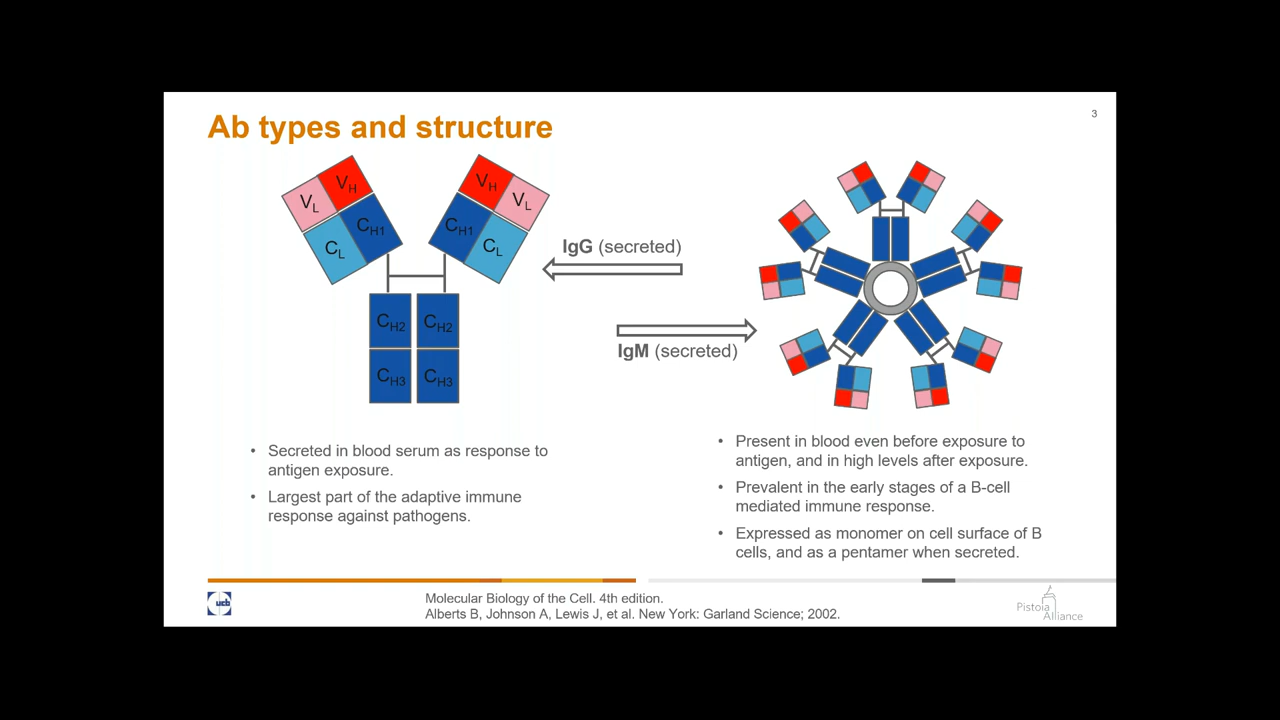 3
Ab types and structure
VH
VL
CH1
CL
VH
VL
CH1
CL
CH2
CH2
CH3
CH3
IgG (secreted)
IgM (secreted)
• Secreted in blood serum as response to
antigen exposure.
• Largest part of the adaptive immune
response against pathogens.
• Present in blood even before exposure to
antigen, and in high levels after exposure.
• Prevalent in the early stages of a B-cell
mediated immune response.
• Expressed as monomer on cell surface of B
cells, and as a pentamer when secreted.
ucb
Molecular Biology of the Cell. 4th edition.
Alberts B, Johnson A, Lewis J, et al. New York: Garland Science; 2002.
Pistoia
Alliance